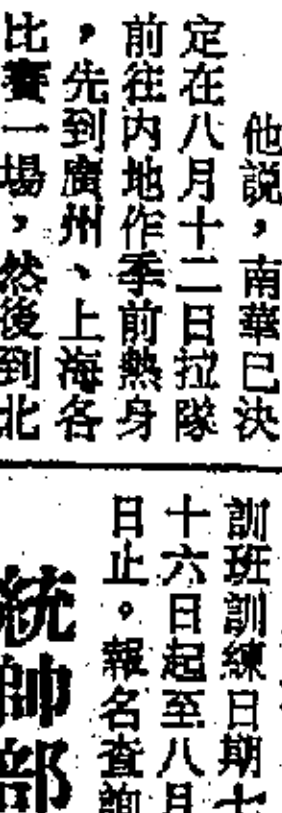 他説，南華已決
定在八月十二日拉隊
前往内地作季前熱身
，先到廣州、上海各
比賽一場，然後到北
訓班訓練日期七
十六日起至八月
日止。報名查詢
統帥部